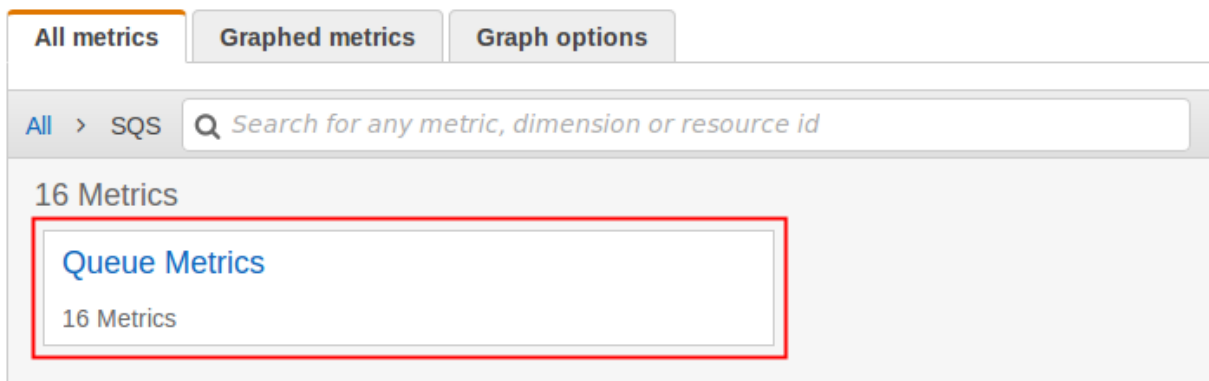 All metrics Graphed metrics Graph options
All > SQS Search for any metric, dimension or resource id
16 Metrics
Queue Metrics
16 Metrics